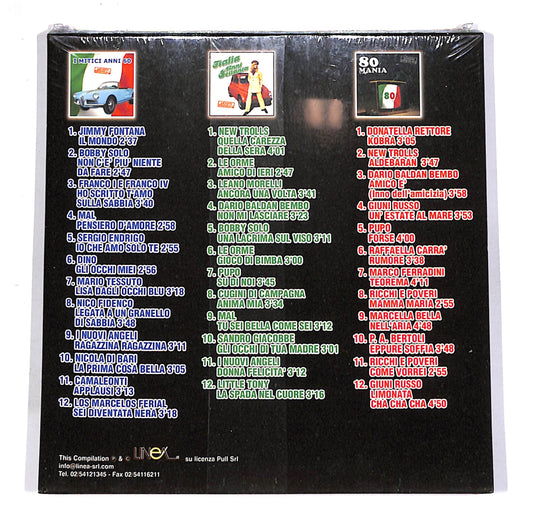 I MITICI ANNI 60
1. JIMMY FONTANA
IL MONDO 2'37
2. BOBBY SOLO
NON C'E' PIU' NIENTE
DA FARE 2'47
3. FRANCO I E FRANCO IV
HO SCRITTO T'AMO
SULLA SABBIA 3'40
4. MAL
PENSIERO D'AMORE 2'58
5. SERGIO ENDRIGO
IO CHE AMO SOLO TE 2'55
6. DINO
GLI OCCHI MIEI 2'56
7. MARIO TESSUTO
LISA DAGLI OCCHI BLU 3'18
8. NICO FIDENCO
LEGATA A UN GRANELLO
DI SABBIA 3'48
9. I NUOVI ANGELI
RAGAZZINA RAGAZZINA 3'11
10. NICOLA DI BARI
LA PRIMA COSA BELLA 3'05
11. CAMALEONTI
APPLAUSI 3'13
12. LOS MARCELOS FERIAL
SEI DIVENTATA NERA 3'18
Italia
Anni
Settanta
1. NEW TROLLS
QUELLA CAREZZA
DELLA SERA 4'01
2. LE ORME
AMICO DI IERI 2'47
3. LEANO MORELLI
ANCORA UNA VOLTA 3'41
4. DARIO BALDAN BEMBO
NON MI LASCIARE 3'23
5. BOBBY SOLO
UNA LACRIMA SUL VISO 3'11
6. LE ORME
GIOCO DI BIMBA 3'00
7. PUPO
SU DI NOI 3'45
8. CUGINI DI CAMPAGNA
ANIMA MIA 3'34
9. MAL
TU SEI BELLA COME SEI 3'12
10. SANDRO GIACOBBE
GLI OCCHI DI TUA MADRE 3'01
11. I NUOVI ANGELI
DONNA FELICITA' 3'12
12. LITTLE TONY
LA SPADA NEL CUORE 3'16
80
MANIA
80
1. DONATELLA RETTORE
KOBRA 3'05
2. NEW TROLLS
ALDEBARAN 3'47
3. DARIO BALDAN BEMBO
AMICO E'
(Inno dell'amicizia) 3'58
4. GIUNI RUSSO
UN' ESTATE AL MARE 3'53
5. PUPO
FORSE 4'00
6. RAFFAELLA CARRA'
RUMORE 3'38
7. MARCO FERRADINI
TEOREMA 4'11
8. RICCHI E POVERI
MAMMA MARIA 2'55
9. MARCELLA BELLA
NELL'ARIA 4'48
10. P. A. BERTOLI
EPPURE SOFFIA 3'48
11. RICCHI E POVERI
COME VORREI 2'55
12. GIUNI RUSSO
LIMONATA
CHA CHA CHA 4'50
This Compilation ℗ & © LINEA su licenza Pull Srl
info@linea-srl.com
Tel. 02/54121345 - Fax 02/54116211